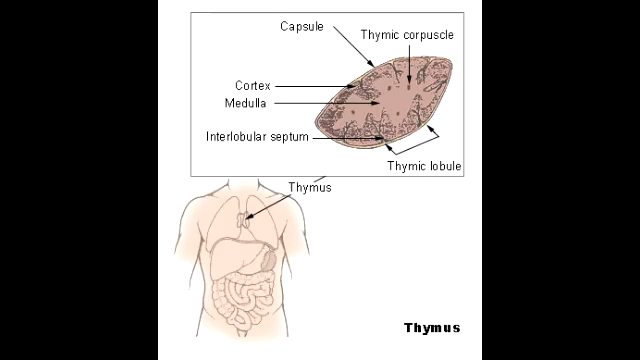 Capsule
Thymic corpuscle
Cortex
Medulla
Interlobular septum
Thymic lobule
Thymus
Thymus